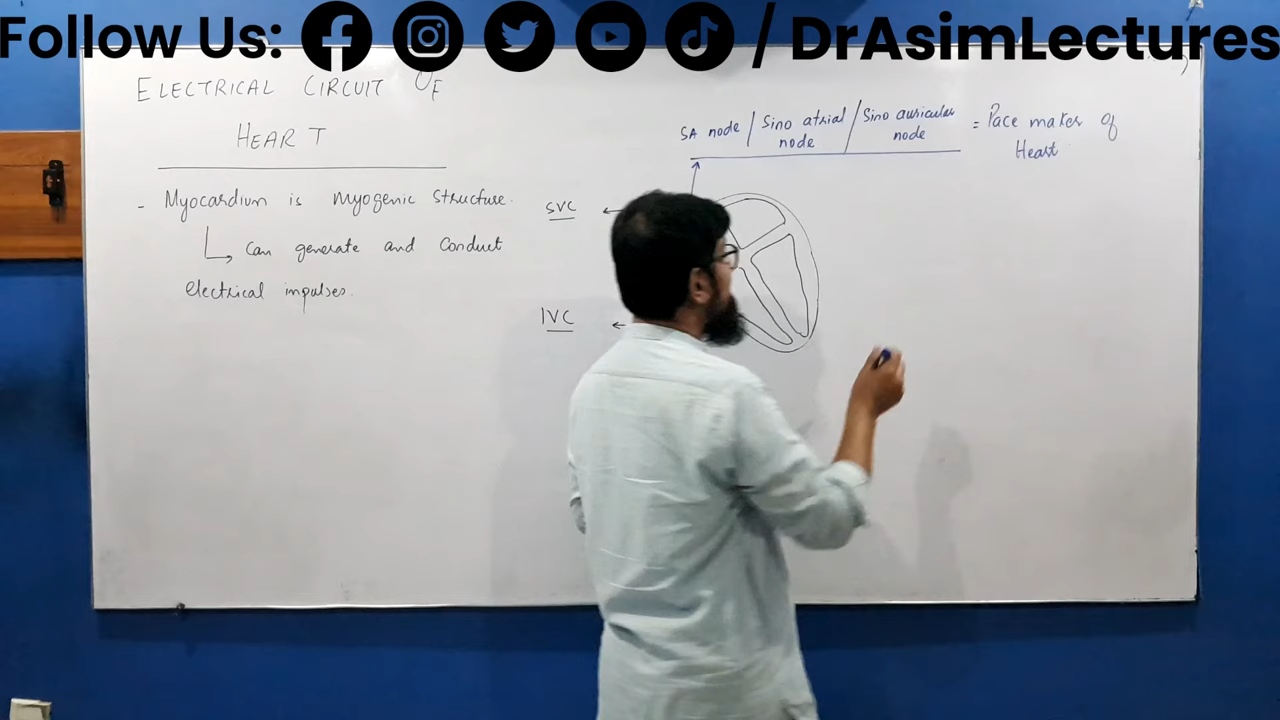 Follow Us: / DrAsimLectures
ELECTRICAL CIRCUIT OF
HEART
- Myocardium is myogenic structure.
↳ can generate and conduct
electrical impulses.
SVC
IVC
SA node / Sino atrial node / Sino auricular node = Pace maker of Heart